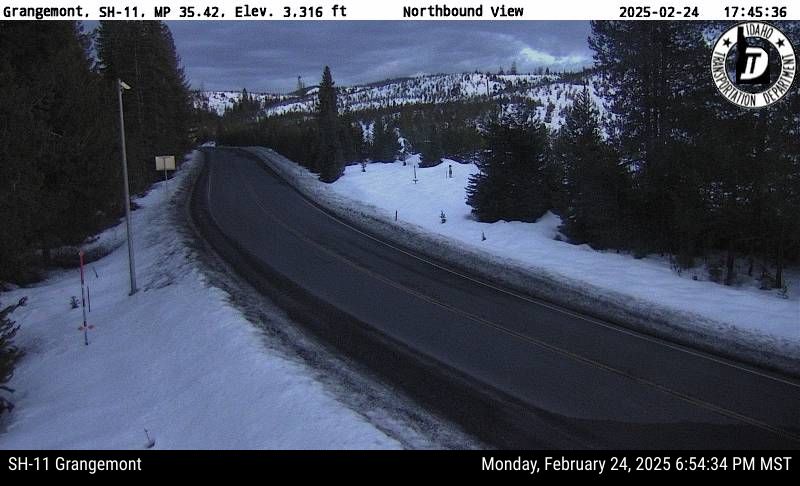 Grangemont, SH-11, MP 35.42, Elev. 3,316 ft Northbound View 2025-02-24 17:45:36
IDAHO
TRANSPORTATION DEPARTMENT
SH-11 Grangemont Monday, February 24, 2025 6:54:34 PM MST